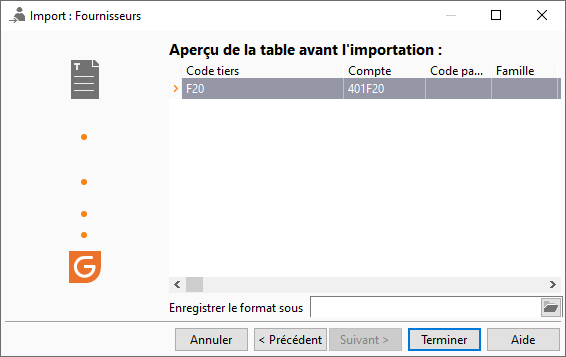 Import : Fournisseurs
Aperçu de la table avant l'importation :
Code tiers Compte Code pa... Famille
F20 401F20
Enregistrer le format sous
Annuler < Précédent Suivant > Terminer Aide